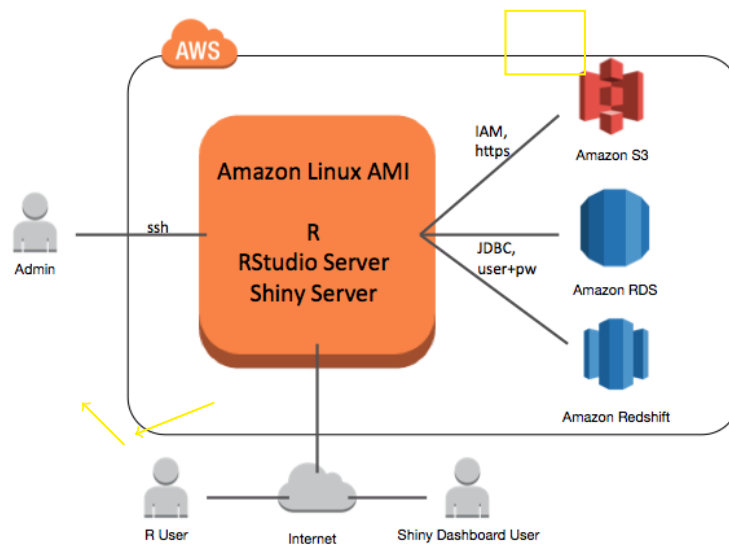 AWS
IAM,
https
Amazon S3
Amazon Linux AMI
R
RStudio Server
Shiny Server
ssh
Admin
JDBC,
user+pw
Amazon RDS
Amazon Redshift
R User
Internet
Shiny Dashboard User